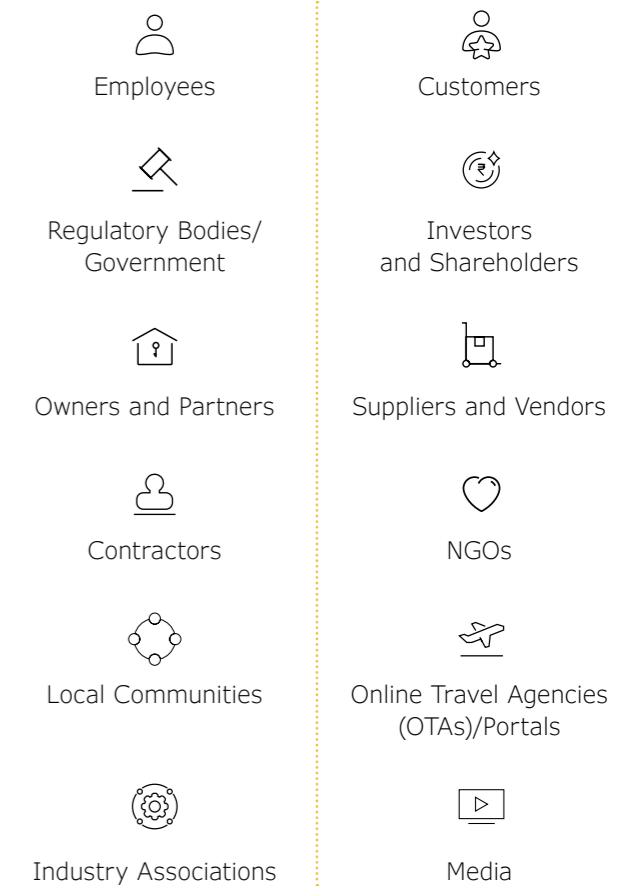 Employees
Customers
Regulatory Bodies/
Government
Investors
and Shareholders
Owners and Partners
Suppliers and Vendors
Contractors
NGOs
Local Communities
Online Travel Agencies
(OTAs)/Portals
Industry Associations
Media